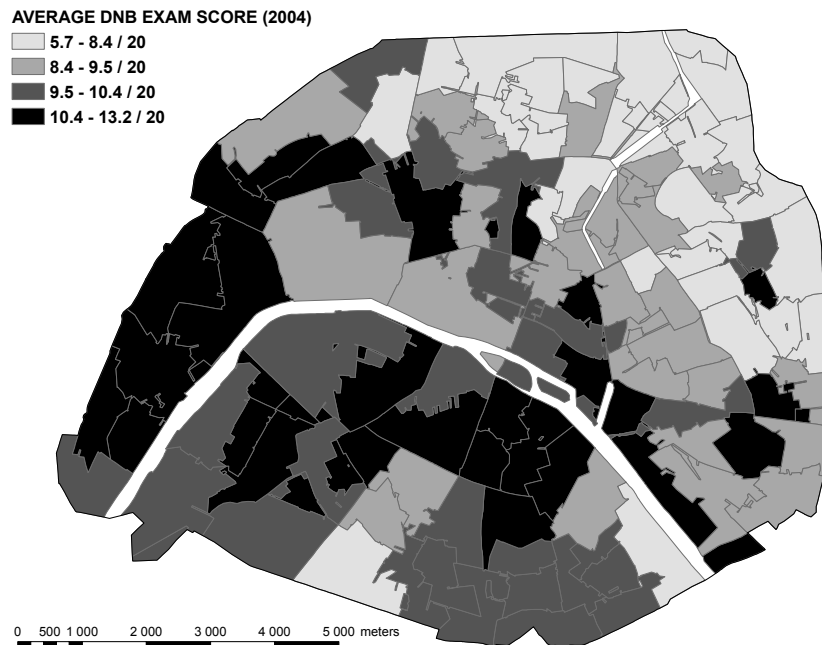 AVERAGE DNB EXAM SCORE (2004)
5.7 - 8.4 / 20
8.4 - 9.5 / 20
9.5 - 10.4 / 20
10.4 - 13.2 / 20
0 500 1 000 2 000 3 000 4 000 5 000 meters